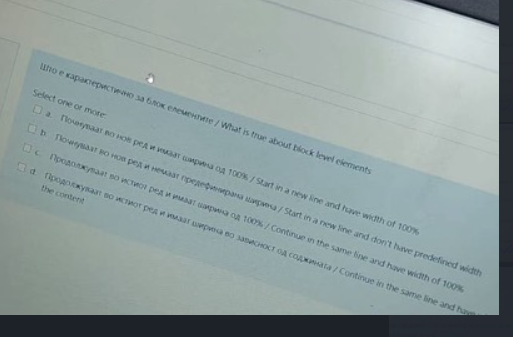 Што е карактеристично за блок елементите / What is true about block level elements
Select one or more:
a. Почнуваат во нов ред и имаат ширина од 100% / Start in a new line and have width of 100%
b. Почнуваат во нов ред и немаат предефинирана ширина / Start in a new line and don't have predefined width
c. Продолжуваат во истиот ред и имаат ширина од 100% / Continue in the same line and have width of 100%
d. Продолжуваат во истиот ред и имаат ширина во зависност од соджината / Continue in the same line and have
the content